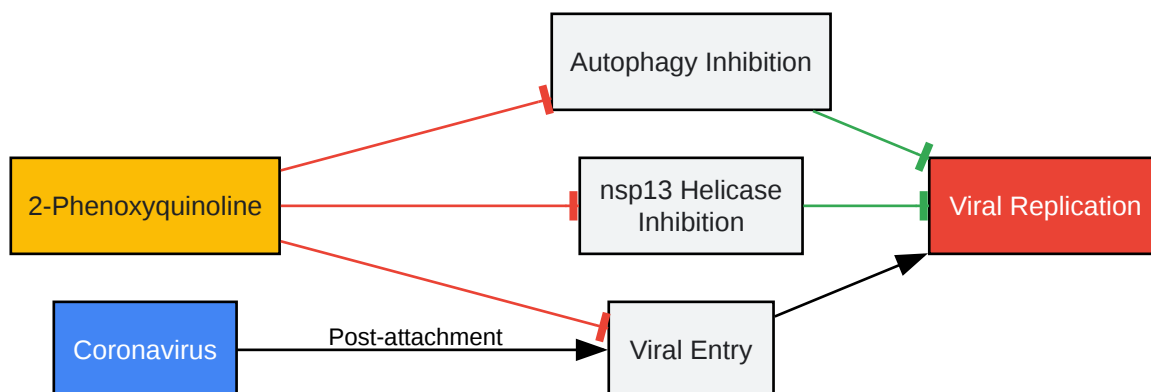 Autophagy Inhibition
2-Phenoxyquinoline
nsp13 Helicase
Inhibition
Viral Replication
Coronavirus
Post-attachment
Viral Entry